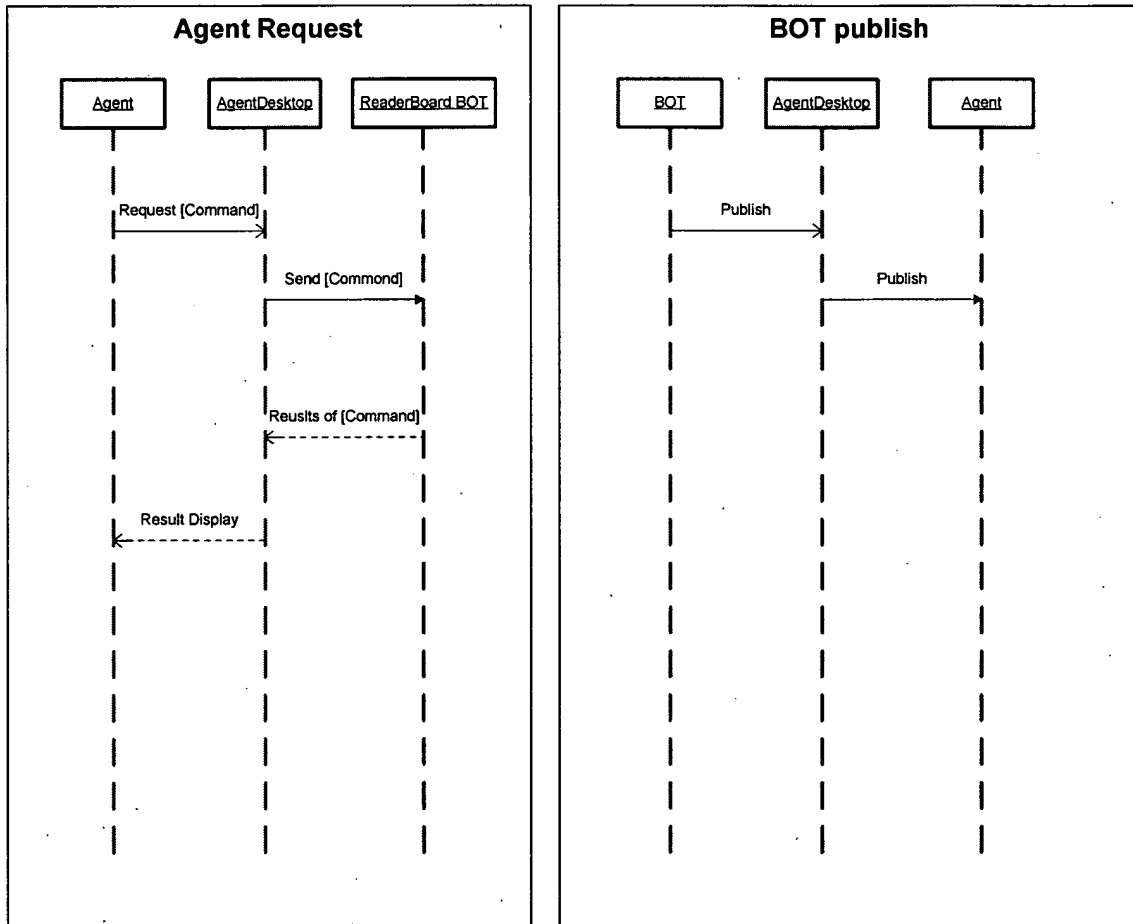 Agent Request
Agent
AgentDesktop
ReaderBoard BOT
Request [Command]
Send [Commond]
Reuslts of [Command]
Result Display
BOT publish
BOT
AgentDesktop
Agent
Publish
Publish